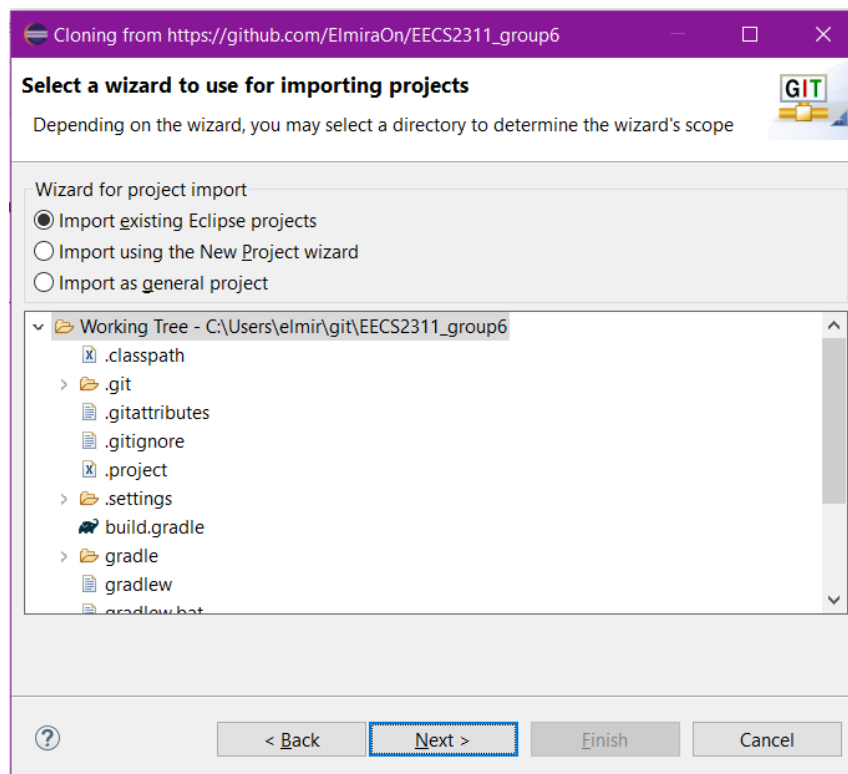 Cloning from https://github.com/ElmiraOn/EECS2311_group6
Select a wizard to use for importing projects
GIT
Depending on the wizard, you may select a directory to determine the wizard's scope
Wizard for project import
Import existing Eclipse projects
Import using the New Project wizard
Import as general project
Working Tree - C:\Users\elmir\git\EECS2311_group6
.classpath
.git
.gitattributes
.gitignore
.project
.settings
build.gradle
gradle
gradlew
gradlew.bat
< Back Next > Finish Cancel